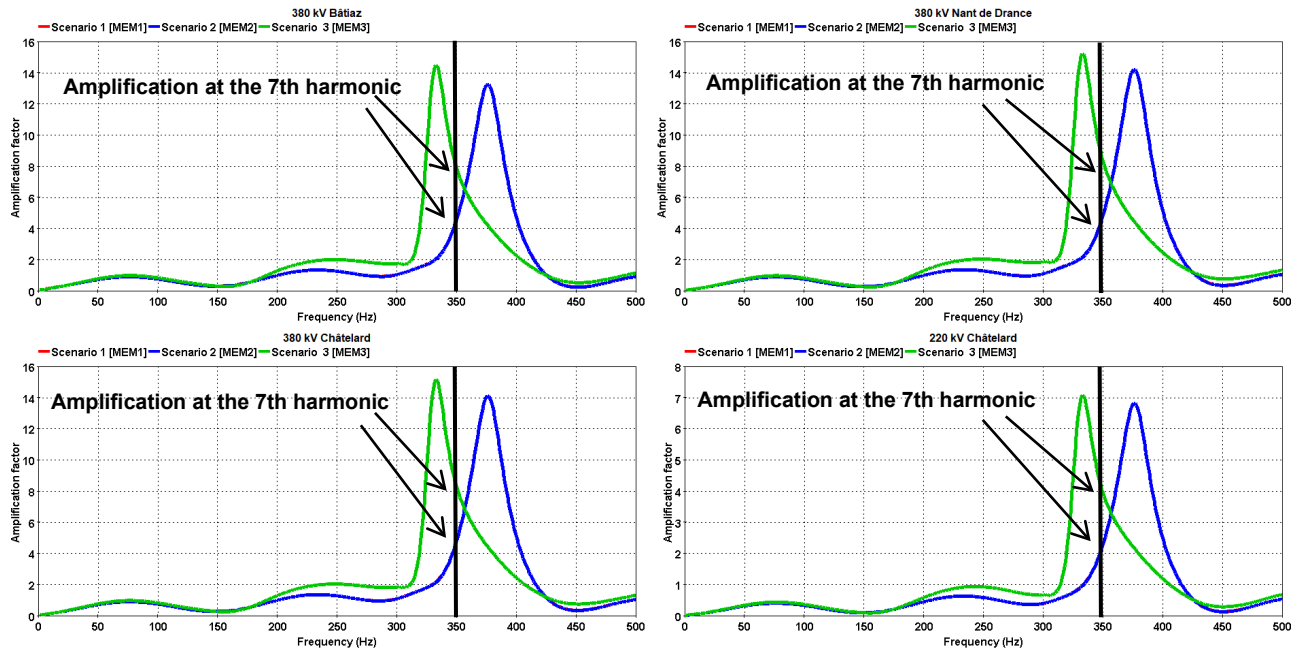 380 kV Bâtiaz
Scenario 1 [MEM1] Scenario 2 [MEM2] Scenario 3 [MEM3]
16
14
12
10
8
6
4
2
0
Amplification factor
Amplification at the 7th harmonic
0 50 100 150 200 250 300 350 400 450 500
Frequency (Hz)
380 kV Nant de Drance
Scenario 1 [MEM1] Scenario 2 [MEM2] Scenario 3 [MEM3]
16
14
12
10
8
6
4
2
0
Amplification factor
Amplification at the 7th harmonic
0 50 100 150 200 250 300 350 400 450 500
Frequency (Hz)
380 kV Châtelard
Scenario 1 [MEM1] Scenario 2 [MEM2] Scenario 3 [MEM3]
16
14
12
10
8
6
4
2
0
Amplification factor
Amplification at the 7th harmonic
0 50 100 150 200 250 300 350 400 450 500
Frequency (Hz)
220 kV Châtelard
Scenario 1 [MEM1] Scenario 2 [MEM2] Scenario 3 [MEM3]
8
7
6
5
4
3
2
1
0
Amplification factor
Amplification at the 7th harmonic
0 50 100 150 200 250 300 350 400 450 500
Frequency (Hz)